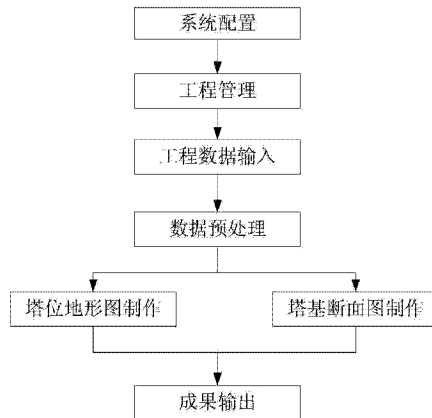 系统配置
工程管理
工程数据输入
数据预处理
塔位地形图制作
塔基断面图制作
成果输出